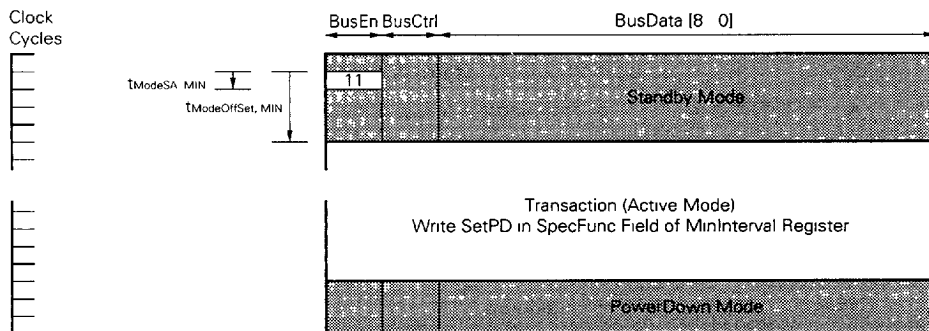 Clock
Cycles
BusEn BusCtrl BusData [8 0]
tModeSA MIN
11
tModeOffSet, MIN
Standby Mode
Transaction (Active Mode)
Write SetPD in SpecFunc Field of MinInterval Register
PowerDown Mode